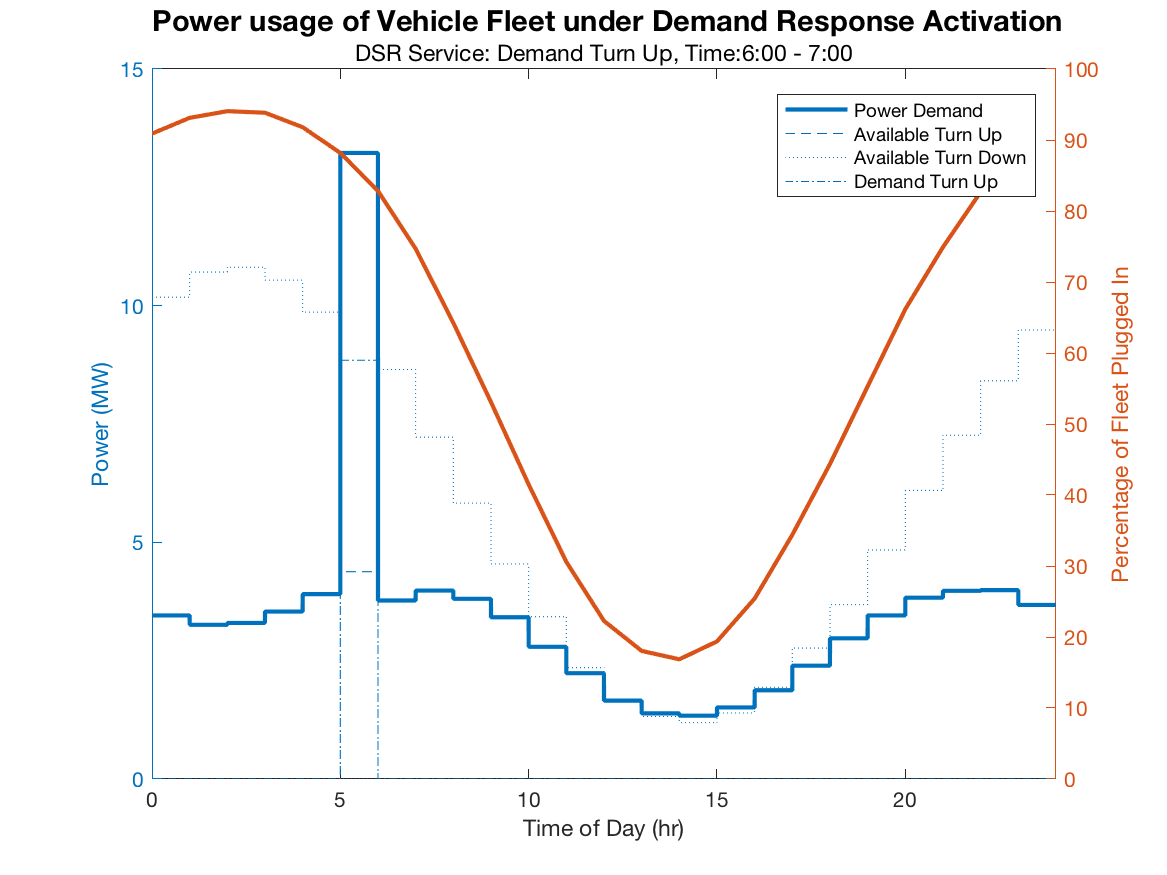 Power usage of Vehicle Fleet under Demand Response Activation
DSR Service: Demand Turn Up, Time:6:00 - 7:00
Power Demand
Available Turn Up
Available Turn Down
Demand Turn Up
Power (MW)
15
10
5
0
Percentage of Fleet Plugged In
100
90
80
70
60
50
40
30
20
10
0
0 5 10 15 20
Time of Day (hr)